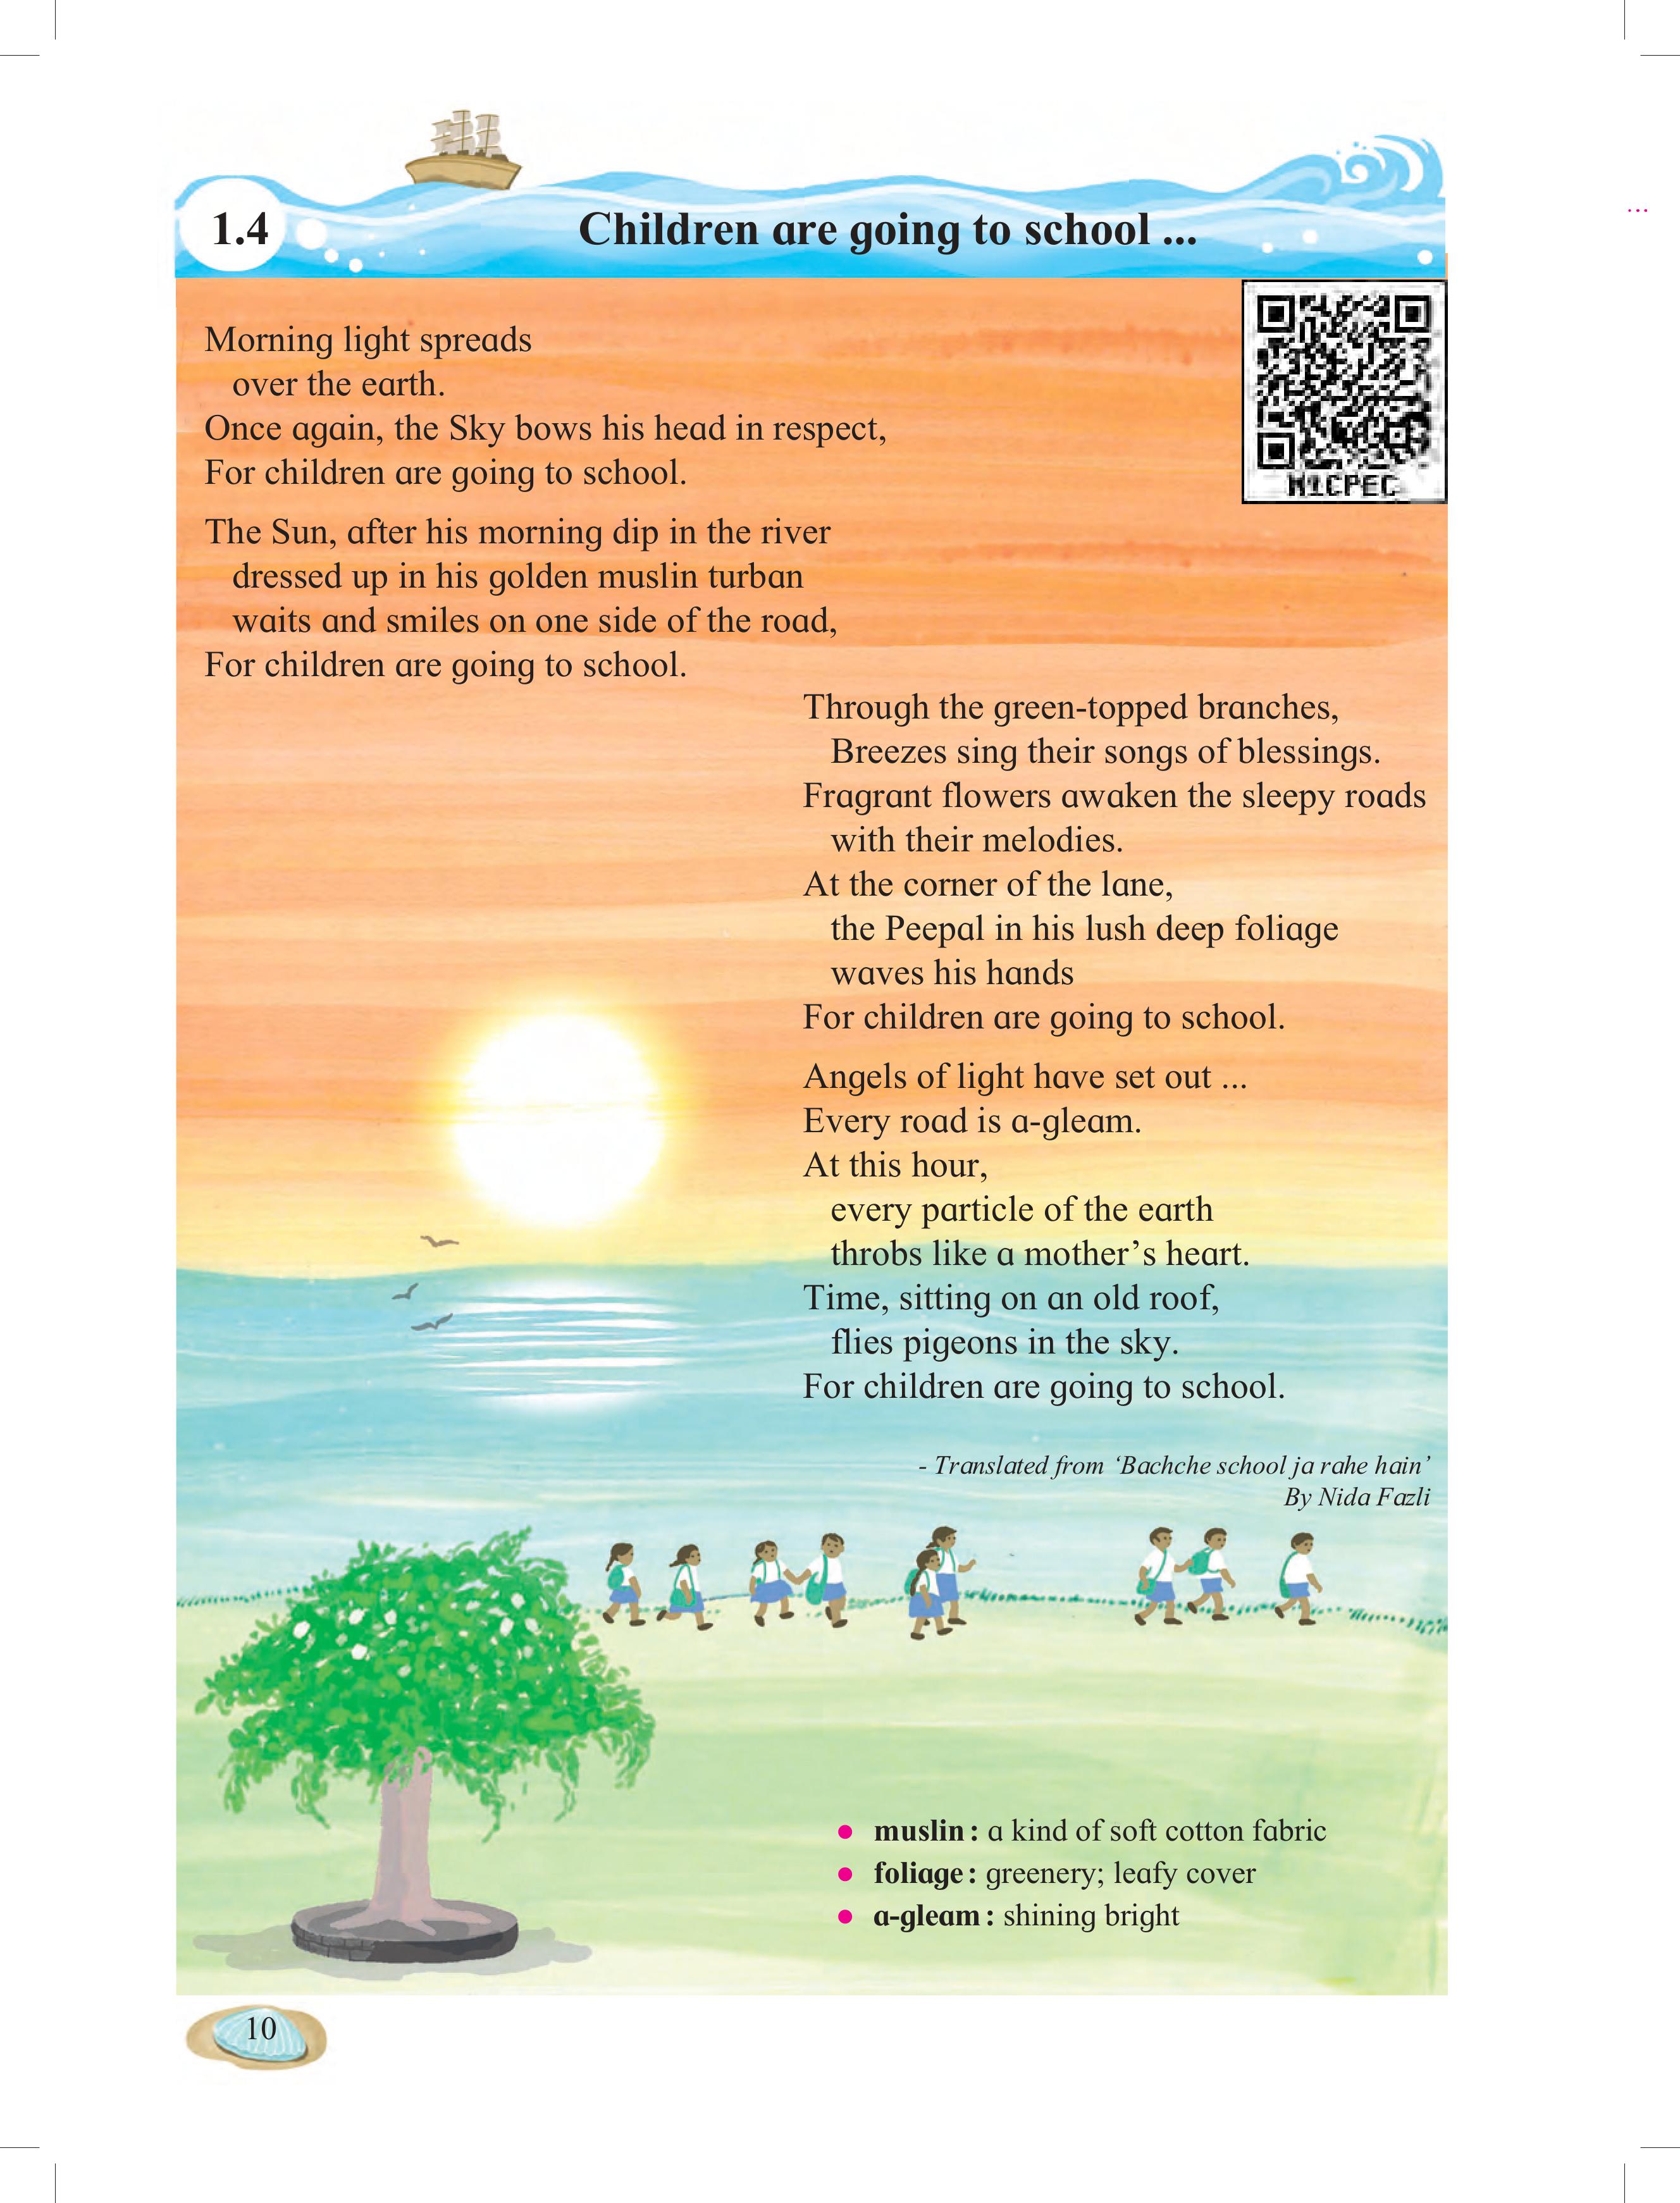 1.4
Children are going to school ...
...
Morning light spreads
over the earth.
Once again, the Sky bows his head in respect,
For children are going to school.
The Sun, after his morning dip in the river
dressed up in his golden muslin turban
waits and smiles on one side of the road,
For children are going to school.
Through the green-topped branches,
Breezes sing their songs of blessings.
Fragrant flowers awaken the sleepy roads
with their melodies.
At the corner of the lane,
the Peepal in his lush deep foliage
waves his hands
For children are going to school.
Angels of light have set out ...
Every road is a-gleam.
At this hour,
every particle of the earth
throbs like a mother’s heart.
Time, sitting on an old roof,
flies pigeons in the sky.
For children are going to school.
- Translated from ‘Bachche school ja rahe hain’
By Nida Fazli
● muslin : a kind of soft cotton fabric
● foliage : greenery; leafy cover
● a-gleam : shining bright
10